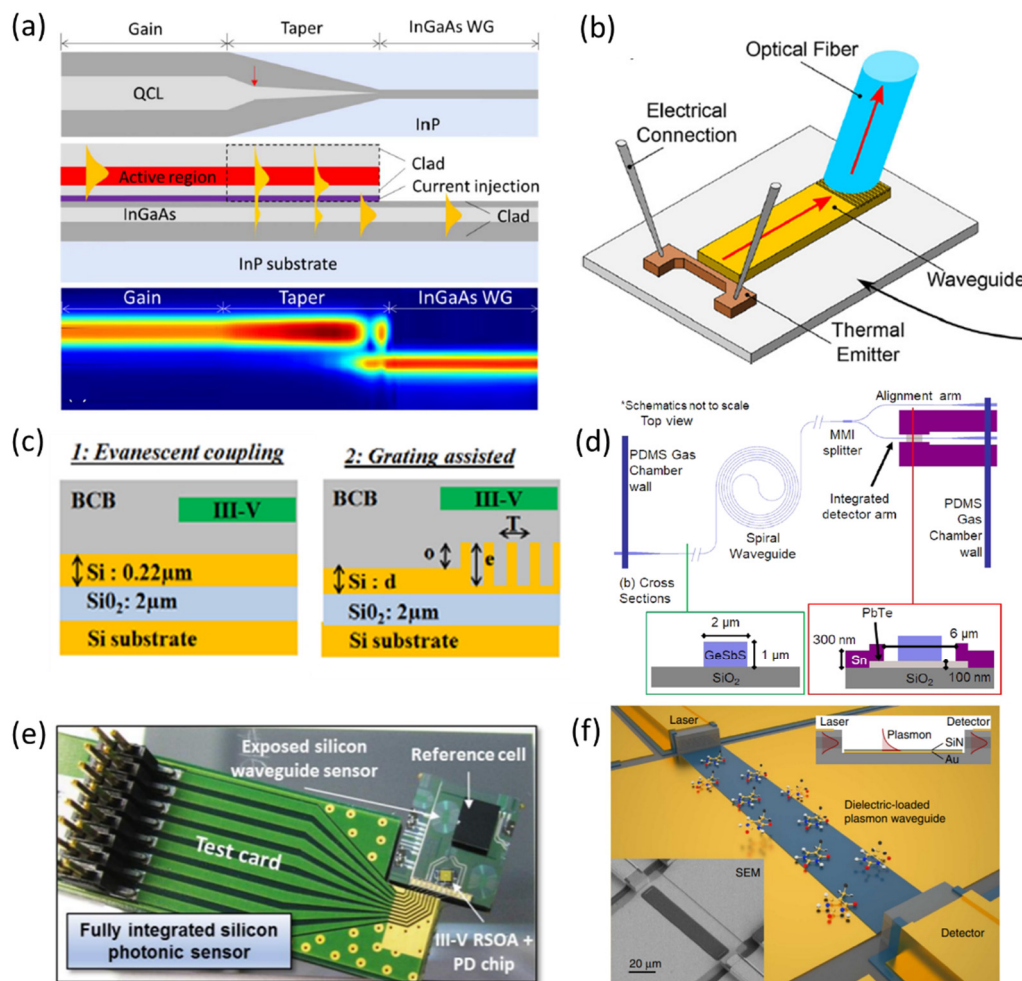 (a)
Gain
Taper
InGaAs WG
QCL
InP
Clad
Active region
Current injection
InGaAs
Clad
InP substrate
Gain
Taper
InGaAs WG
(b)
Optical Fiber
Electrical
Connection
Waveguide
Thermal
Emitter
(c)
1: Evanescent coupling
BCB
III-V
Si : 0.22µm
Si0₂: 2µm
Si substrate
2: Grating assisted
BCB
III-V
T
o
e
Si : d
SiO₂: 2µm
Si substrate
(d)
*Schematics not to scale
Top view
Alignment arm
PDMS Gas
Chamber
wall
MMI
splitter
Integrated
detector arm
PDMS
Gas
Chamber
wall
Spiral
Waveguide
(b) Cross
Sections
2 µm
GeSbS
1 µm
SiO₂
PbTe
6 µm
300 nm
Sn
SiO₂
100 nm
(e)
Exposed silicon
waveguide sensor
Reference cell
Test card
Fully integrated silicon
photonic sensor
III-V RSOA +
PD chip
(f)
Laser
Laser
Detector
Plasmon
SiN
Au
Dielectric-loaded
plasmon waveguide
SEM
20 µm
Detector